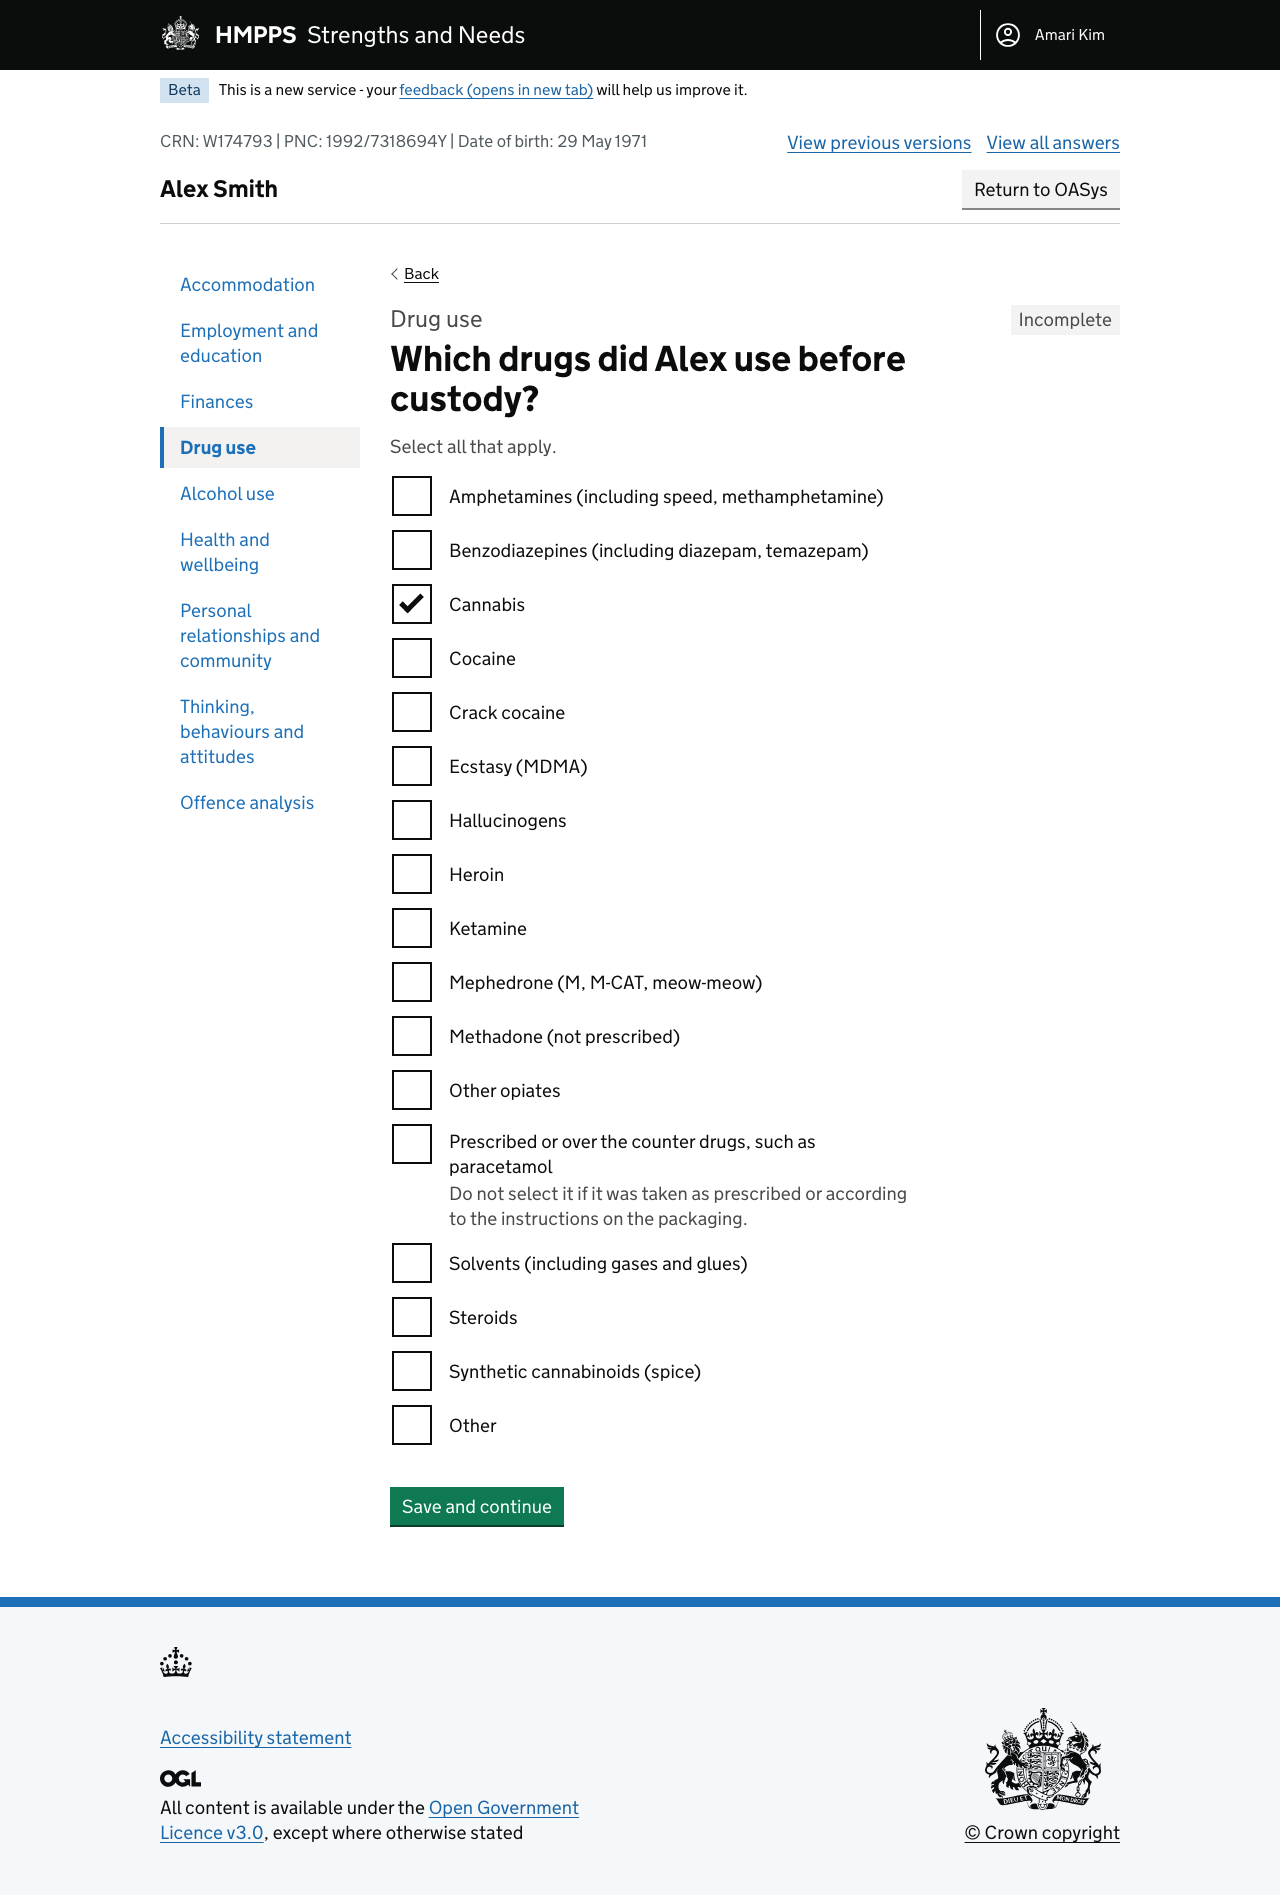 HMPPS Strengths and Needs
Amari Kim
Beta This is a new service - your feedback (opens in new tab) will help us improve it.
CRN: W174793 | PNC: 1992/7318694Y | Date of birth: 29 May 1971
View previous versions View all answers
Alex Smith
Return to OASys
Accommodation
Employment and
education
Finances
Drug use
Alcohol use
Health and
wellbeing
Personal
relationships and
community
Thinking,
behaviours and
attitudes
Offence analysis
Back
Drug use
Incomplete
Which drugs did Alex use before
custody?
Select all that apply.
Amphetamines (including speed, methamphetamine)
Benzodiazepines (including diazepam, temazepam)
Cannabis
Cocaine
Crack cocaine
Ecstasy (MDMA)
Hallucinogens
Heroin
Ketamine
Mephedrone (M, M-CAT, meow-meow)
Methadone (not prescribed)
Other opiates
Prescribed or over the counter drugs, such as
paracetamol
Do not select it if it was taken as prescribed or according
to the instructions on the packaging.
Solvents (including gases and glues)
Steroids
Synthetic cannabinoids (spice)
Other
Save and continue
Accessibility statement
OGL
All content is available under the Open Government
Licence v3.0, except where otherwise stated
DIEU ET MON DROIT
© Crown copyright